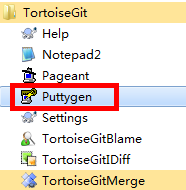 TortoiseGit
Help
Notepad2
Pageant
Puttygen
Settings
TortoiseGitBlame
TortoiseGitIDiff
TortoiseGitMerge